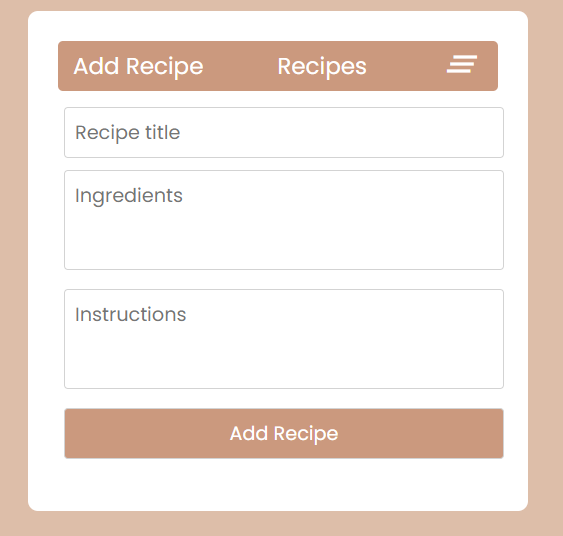 Add Recipe Recipes
Recipe title
Ingredients
Instructions
Add Recipe